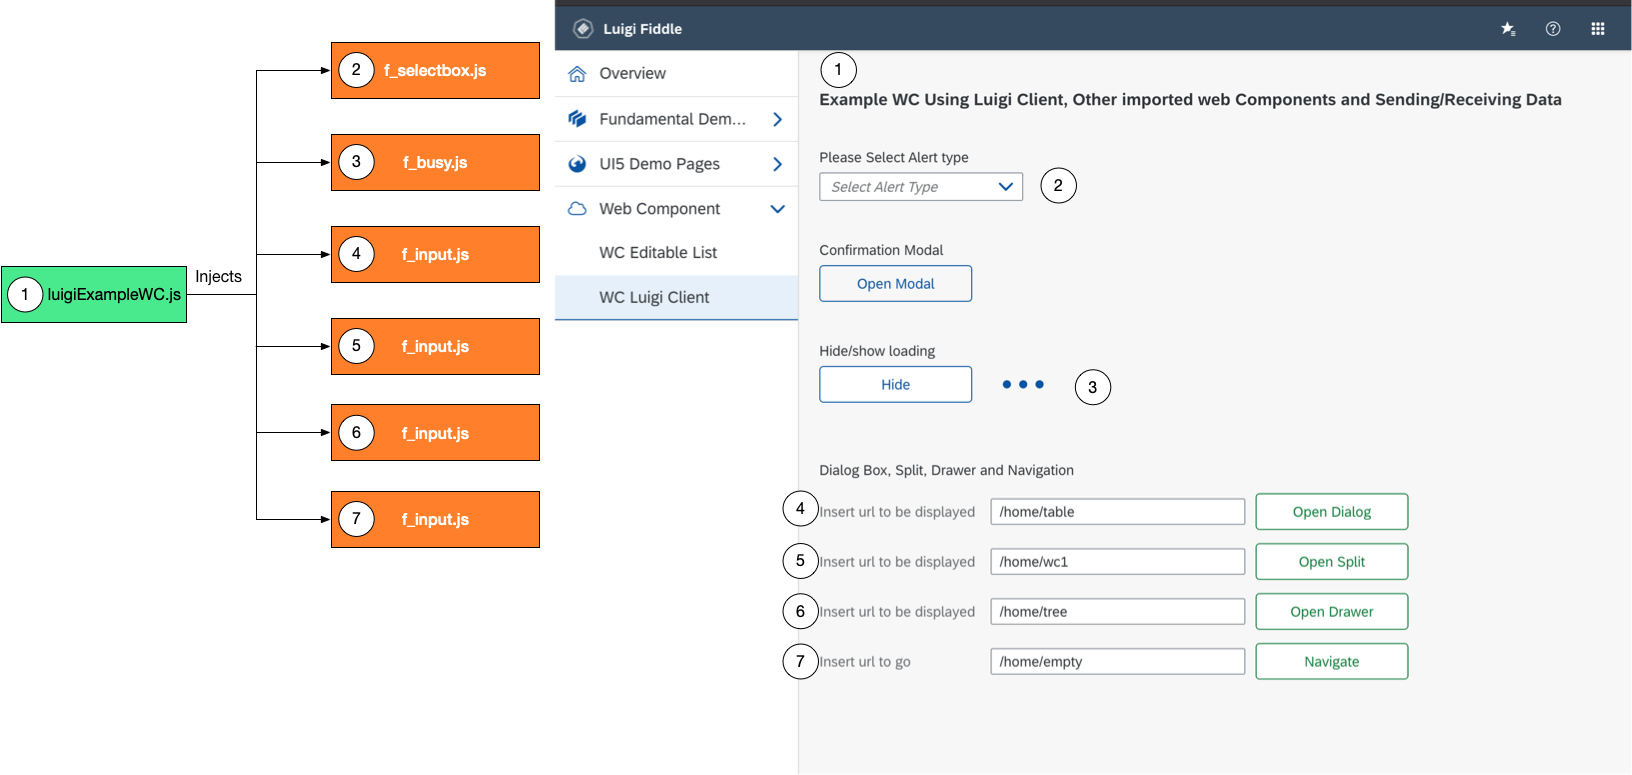 2 f_selectbox.js
3 f_busy.js
4 f_input.js
1 luigiExampleWC.js
Injects
5 f_input.js
6 f_input.js
7 f_input.js
Luigi Fiddle
Overview
Fundamental Dem...
UI5 Demo Pages
Web Component
WC Editable List
WC Luigi Client
1
Example WC Using Luigi Client, Other imported web Components and Sending/Receiving Data
Please Select Alert type
Select Alert Type 2
Confirmation Modal
Open Modal
Hide/show loading
Hide 3
Dialog Box, Split, Drawer and Navigation
4 Insert url to be displayed /home/table Open Dialog
5 Insert url to be displayed /home/wc1 Open Split
6 Insert url to be displayed /home/tree Open Drawer
7 Insert url to go /home/empty Navigate